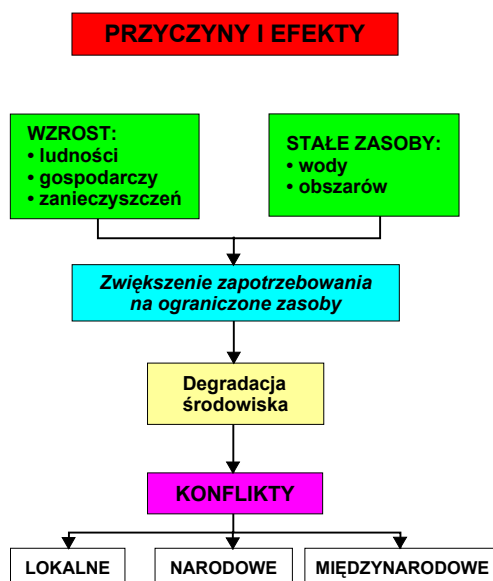 PRZYCZYNY I EFEKTY
WZROST:
• ludności
• gospodarczy
• zanieczyszczeń
STAŁE ZASOBY:
• wody
• obszarów
Zwiększenie zapotrzebowania
na ograniczone zasoby
Degradacja
środowiska
KONFLIKTY
LOKALNE
NARODOWE
MIĘDZYNARODOWE